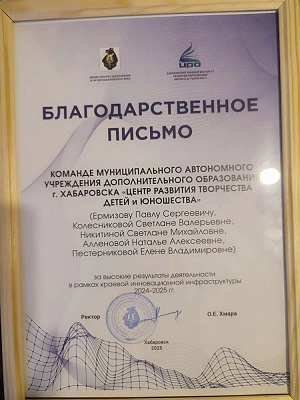 ИРО
БЛАГОДАРСТВЕННОЕ
ПИСЬМО
КОМАНДЕ МУНИЦИПАЛЬНОГО АВТОНОМНОГО
УЧРЕЖДЕНИЯ ДОПОЛНИТЕЛЬНОГО ОБРАЗОВАНИЯ
г. ХАБАРОВСКА «ЦЕНТР РАЗВИТИЯ ТВОРЧЕСТВА
ДЕТЕЙ И ЮНОШЕСТВА»
(Ермизову Павлу Сергеевичу,
Колесниковой Светлане Валерьевне,
Никитиной Светлане Михайловне,
Алленовой Наталье Алексеевне,
Пестерниковой Елене Владимировне)
за высокие результаты деятельности
в рамках краевой инновационной инфраструктуры
2024-2025 гг.
Ректор
О.Е. Хмара
Хабаровск
2025